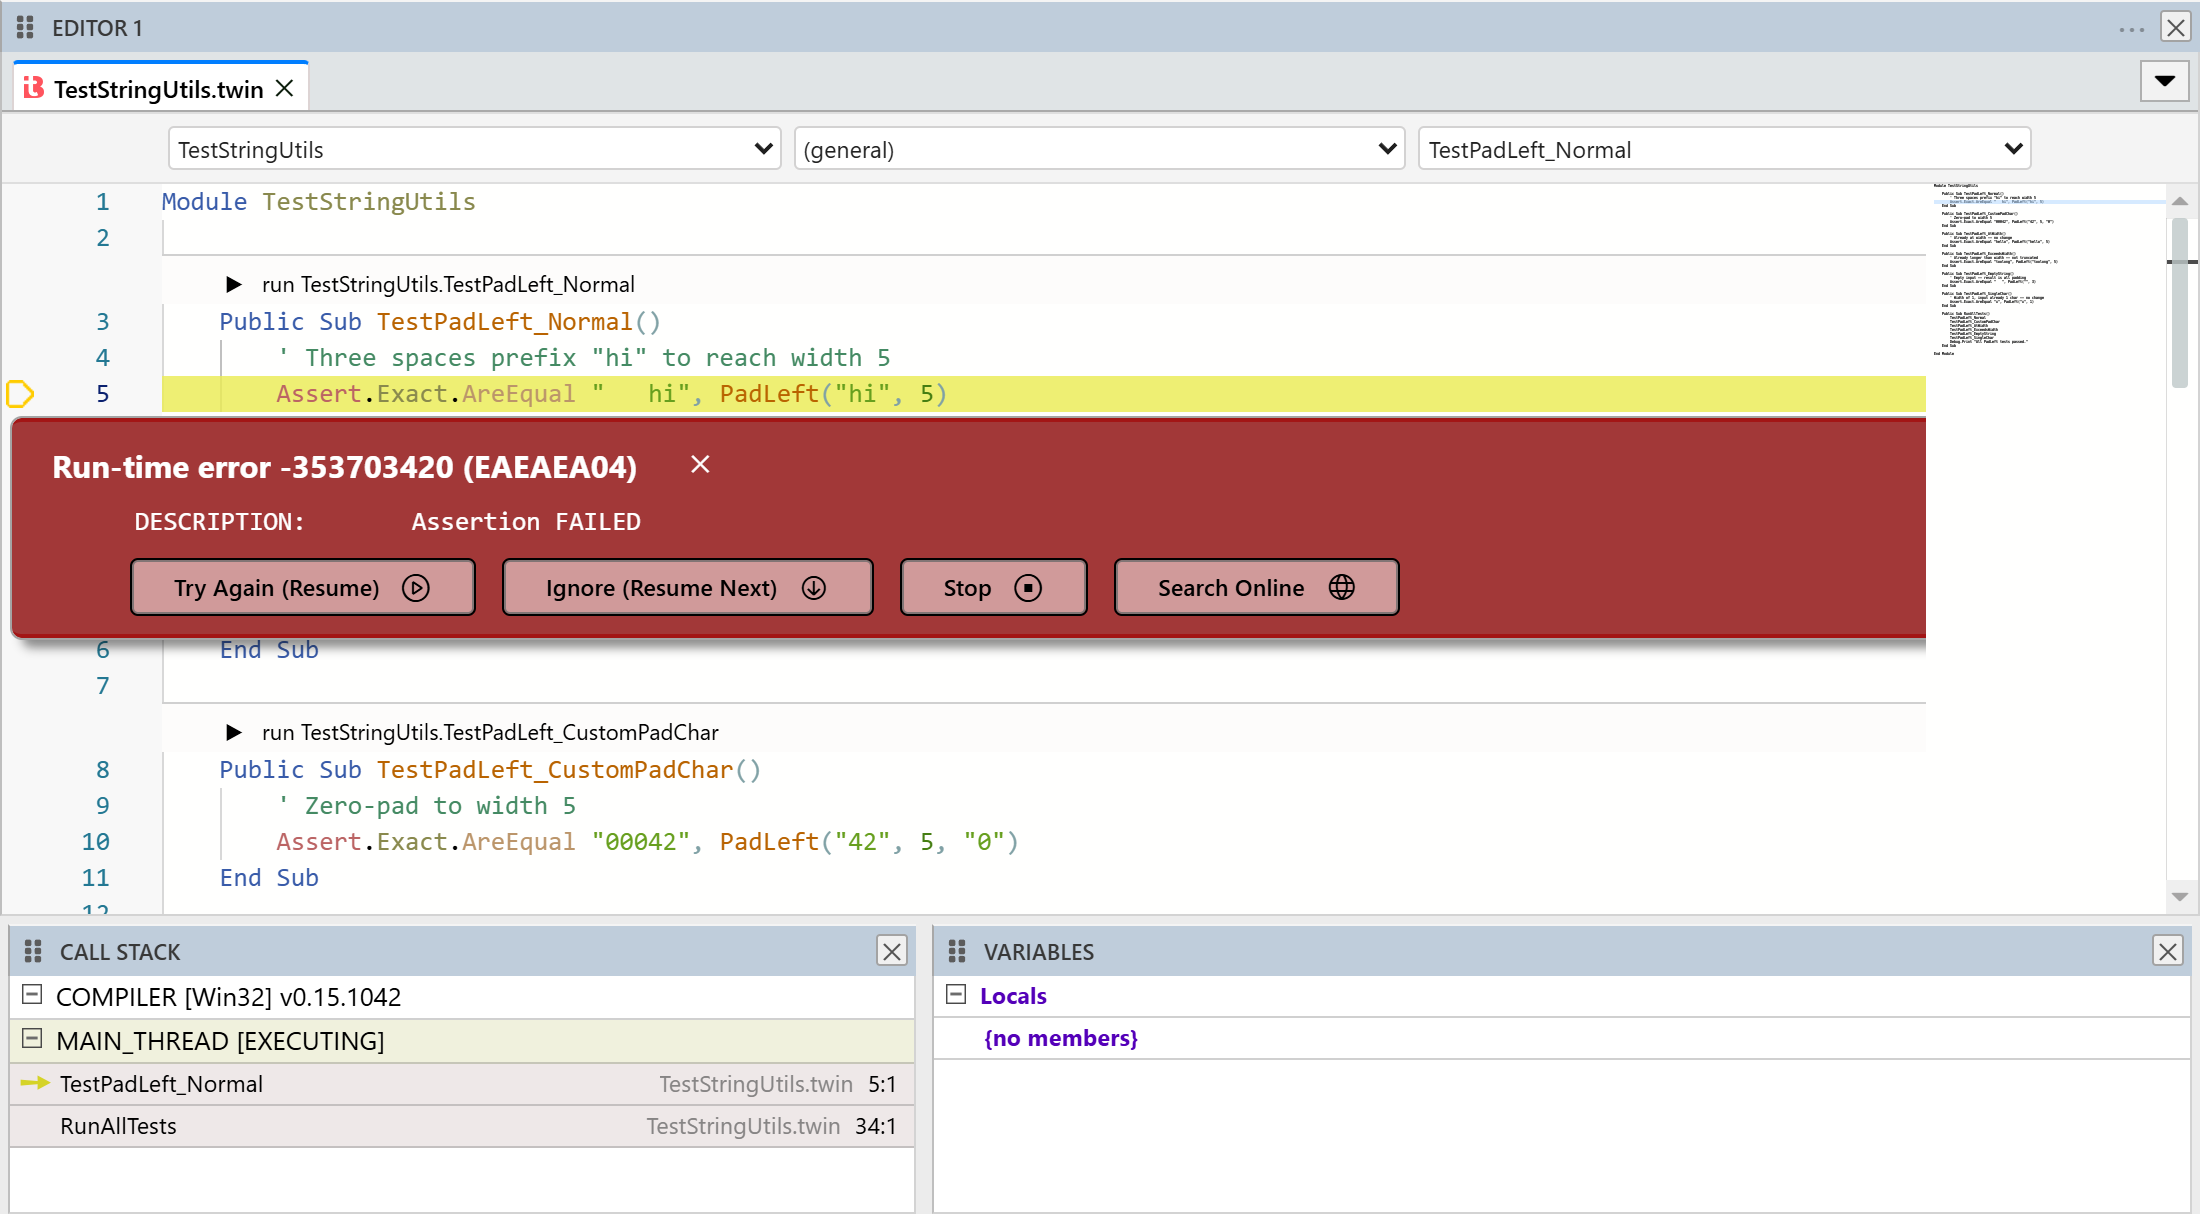 EDITOR 1
TestStringUtils.twin
TestStringUtils
(general)
TestPadLeft_Normal
1 Module TestStringUtils
2
run TestStringUtils.TestPadLeft_Normal
3 Public Sub TestPadLeft_Normal()
4 ' Three spaces prefix "hi" to reach width 5
5 Assert.Exact.AreEqual "   hi", PadLeft("hi", 5)
Run-time error -353703420 (EAEAEA04)
DESCRIPTION: Assertion FAILED
Try Again (Resume)
Ignore (Resume Next)
Stop
Search Online
6 End Sub
7
run TestStringUtils.TestPadLeft_CustomPadChar
8 Public Sub TestPadLeft_CustomPadChar()
9 ' Zero-pad to width 5
10 Assert.Exact.AreEqual "00042", PadLeft("42", 5, "0")
11 End Sub
12
CALL STACK
COMPILER [Win32] v0.15.1042
MAIN_THREAD [EXECUTING]
TestPadLeft_Normal TestStringUtils.twin 5:1
RunAllTests TestStringUtils.twin 34:1
VARIABLES
Locals
{no members}